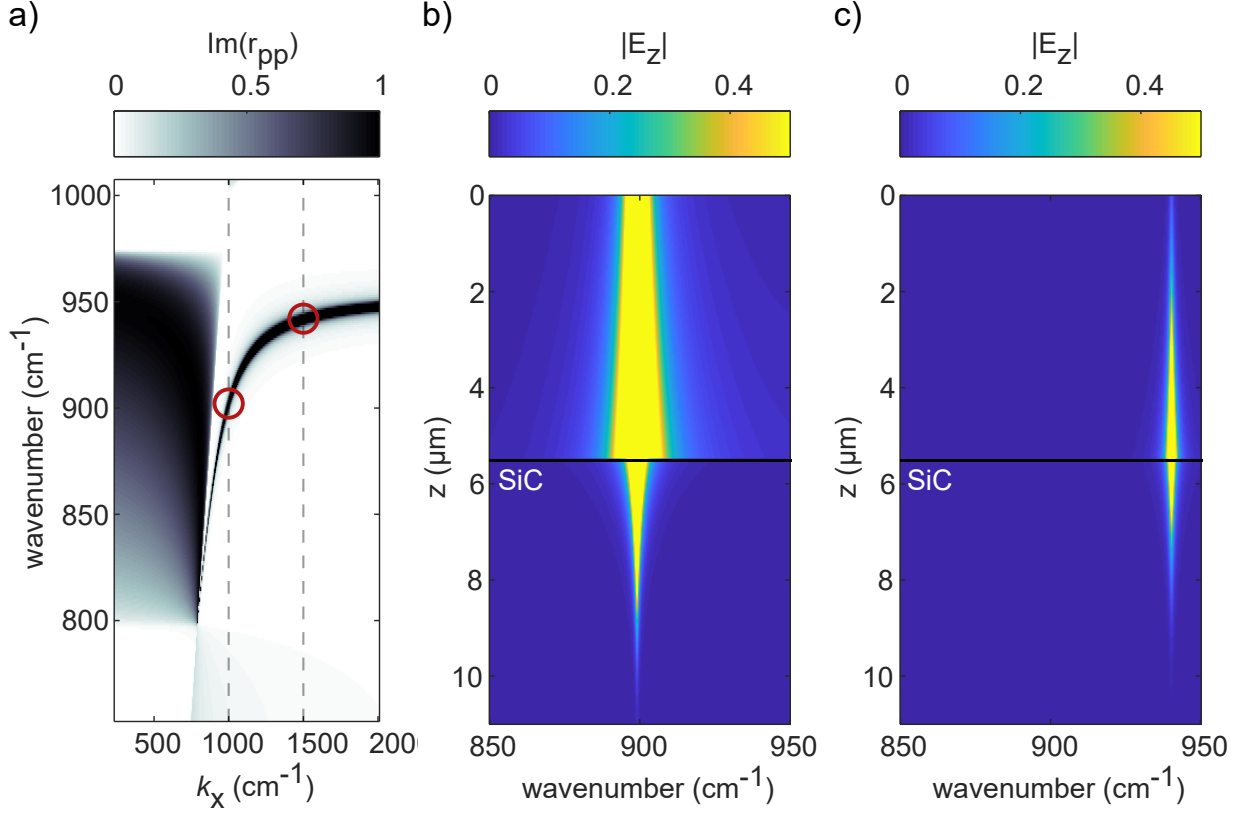 a)
Im(r_pp)
0 0.5 1
1000
950
900
850
800
wavenumber (cm⁻¹)
500 1000 1500 200
k_x (cm⁻¹)
b)
|E_z|
0 0.2 0.4
0
2
4
6
8
10
z (µm)
SiC
850 900 950
wavenumber (cm⁻¹)
c)
|E_z|
0 0.2 0.4
0
2
4
6
8
10
z (µm)
SiC
850 900 950
wavenumber (cm⁻¹)